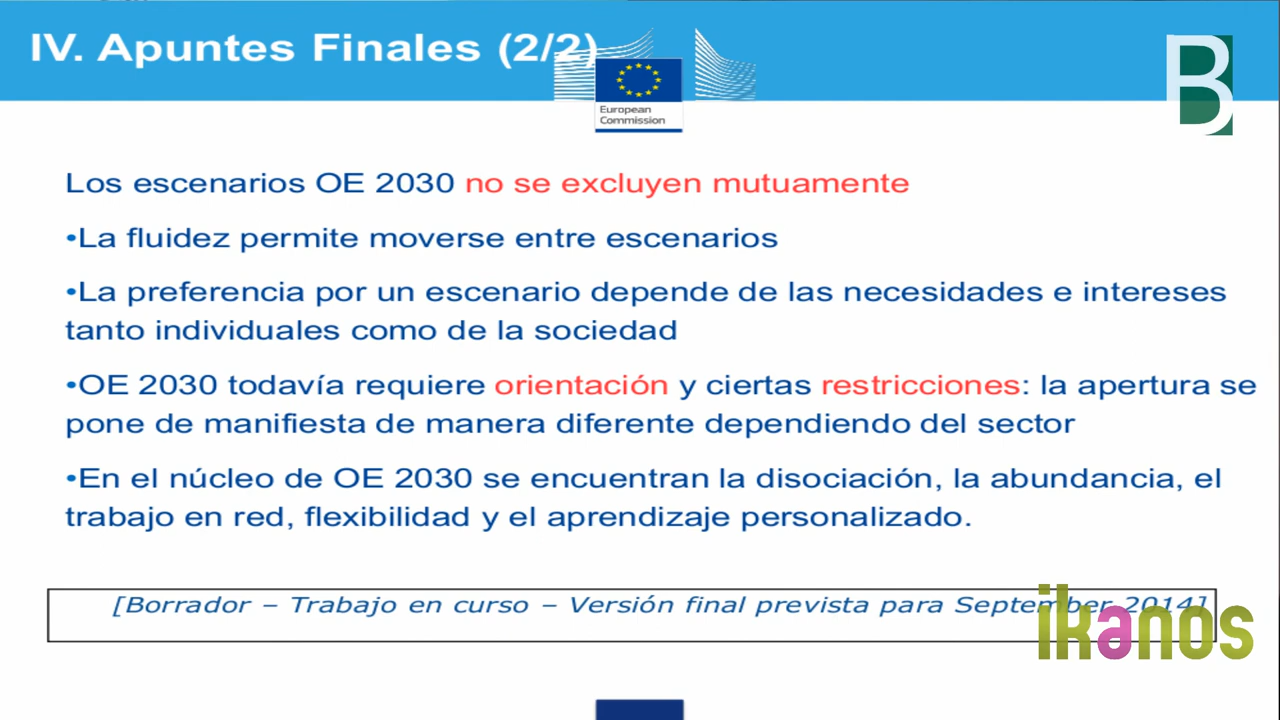 IV. Apuntes Finales (2/2)
European
Commission
B
Los escenarios OE 2030 no se excluyen mutuamente
•La fluidez permite moverse entre escenarios
•La preferencia por un escenario depende de las necesidades e intereses
tanto individuales como de la sociedad
•OE 2030 todavía requiere orientación y ciertas restricciones: la apertura se
pone de manifiesta de manera diferente dependiendo del sector
•En el núcleo de OE 2030 se encuentran la disociación, la abundancia, el
trabajo en red, flexibilidad y el aprendizaje personalizado.
[Borrador – Trabajo en curso – Versión final prevista para September 2014]
ikanos